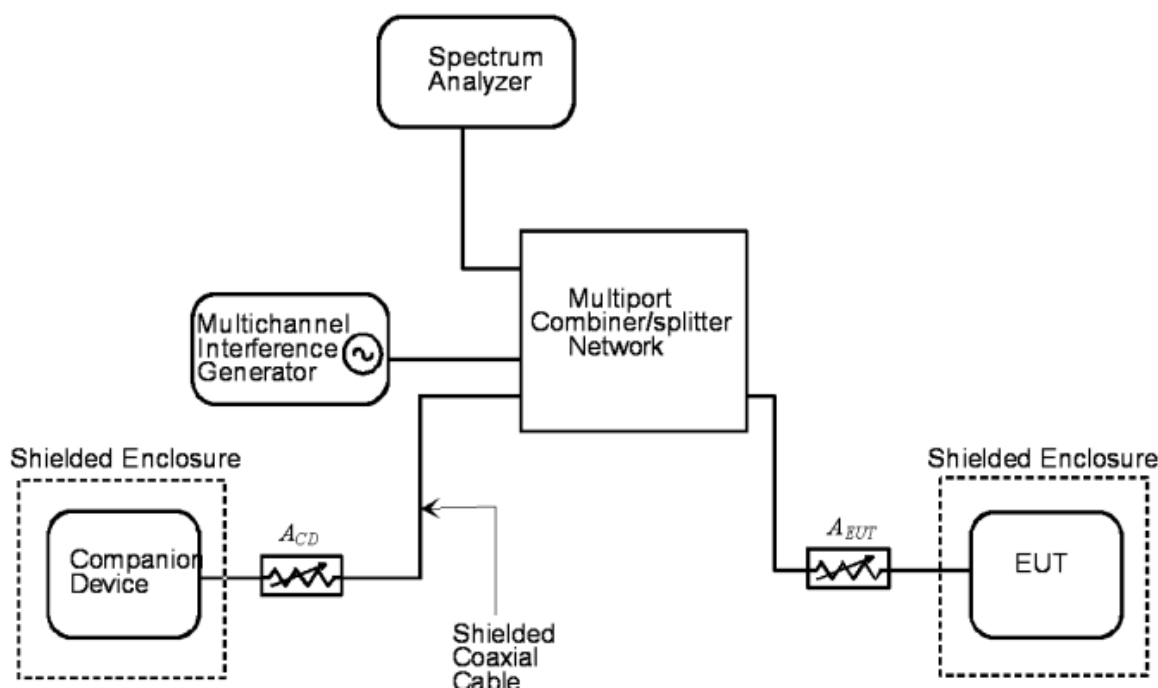 Spectrum
Analyzer
Multiport
Combiner/splitter
Network
Multichannel
Interference
Generator
Shielded Enclosure
Companion
Device
A_CD
Shielded
Coaxial
Cable
A_EUT
Shielded Enclosure
EUT